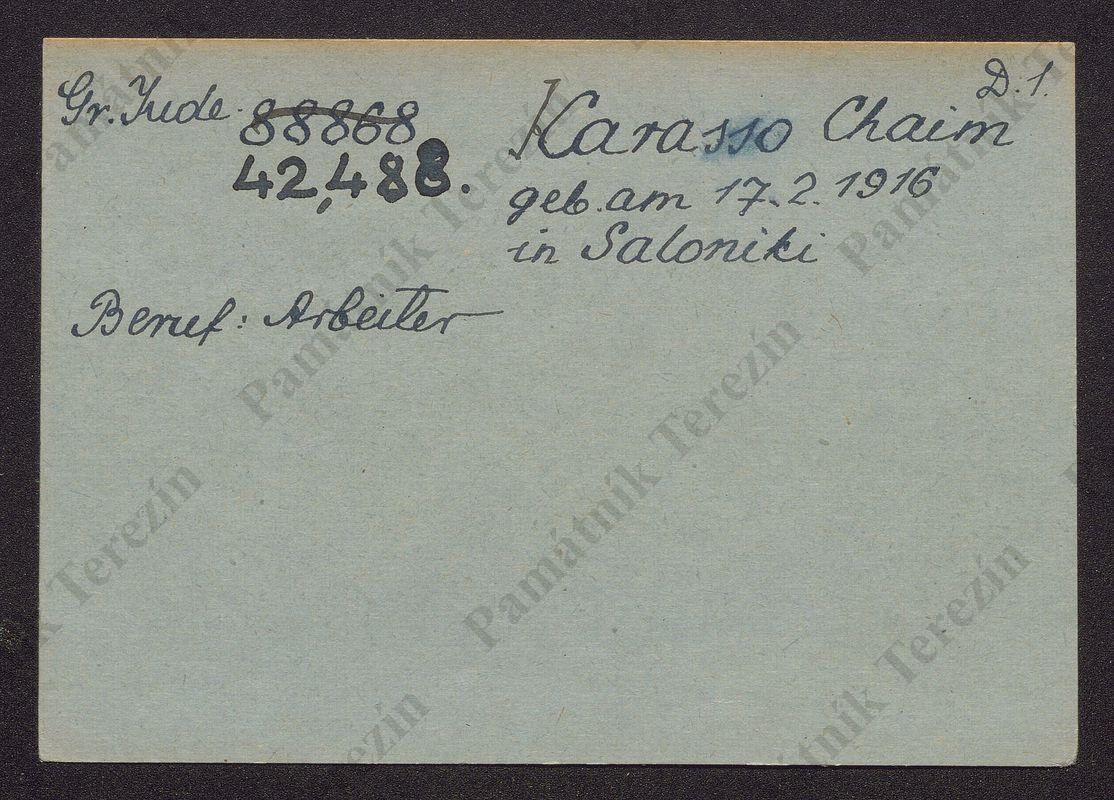 D. 1.
Gr. Jude. 88868 Karasso Chaim
42,488. geb. am 17. 2. 1916
in Saloniki
Beruf: Arbeiter
Památník Terezín